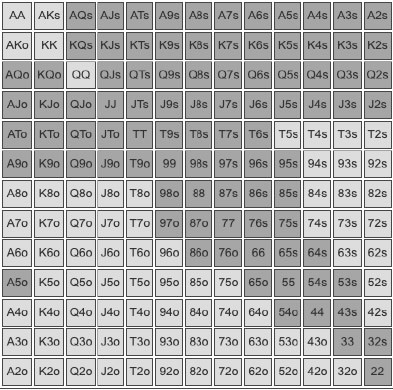 AA AKs AQs AJs ATs A9s A8s A7s A6s A5s A4s A3s A2s
AKo KK KQs KJs KTs K9s K8s K7s K6s K5s K4s K3s K2s
AQo KQo QQ QJs QTs Q9s Q8s Q7s Q6s Q5s Q4s Q3s Q2s
AJo KJo QJo JJ JTs J9s J8s J7s J6s J5s J4s J3s J2s
ATo KTo QTo JTo TT T9s T8s T7s T6s T5s T4s T3s T2s
A9o K9o Q9o J9o T9o 99 98s 97s 96s 95s 94s 93s 92s
A8o K8o Q8o J8o T8o 98o 88 87s 86s 85s 84s 83s 82s
A7o K7o Q7o J7o T7o 97o 87o 77 76s 75s 74s 73s 72s
A6o K6o Q6o J6o T6o 96o 86o 76o 66 65s 64s 63s 62s
A5o K5o Q5o J5o T5o 95o 85o 75o 65o 55 54s 53s 52s
A4o K4o Q4o J4o T4o 94o 84o 74o 64o 54o 44 43s 42s
A3o K3o Q3o J3o T3o 93o 83o 73o 63o 53o 43o 33 32s
A2o K2o Q2o J2o T2o 92o 82o 72o 62o 52o 42o 32o 22